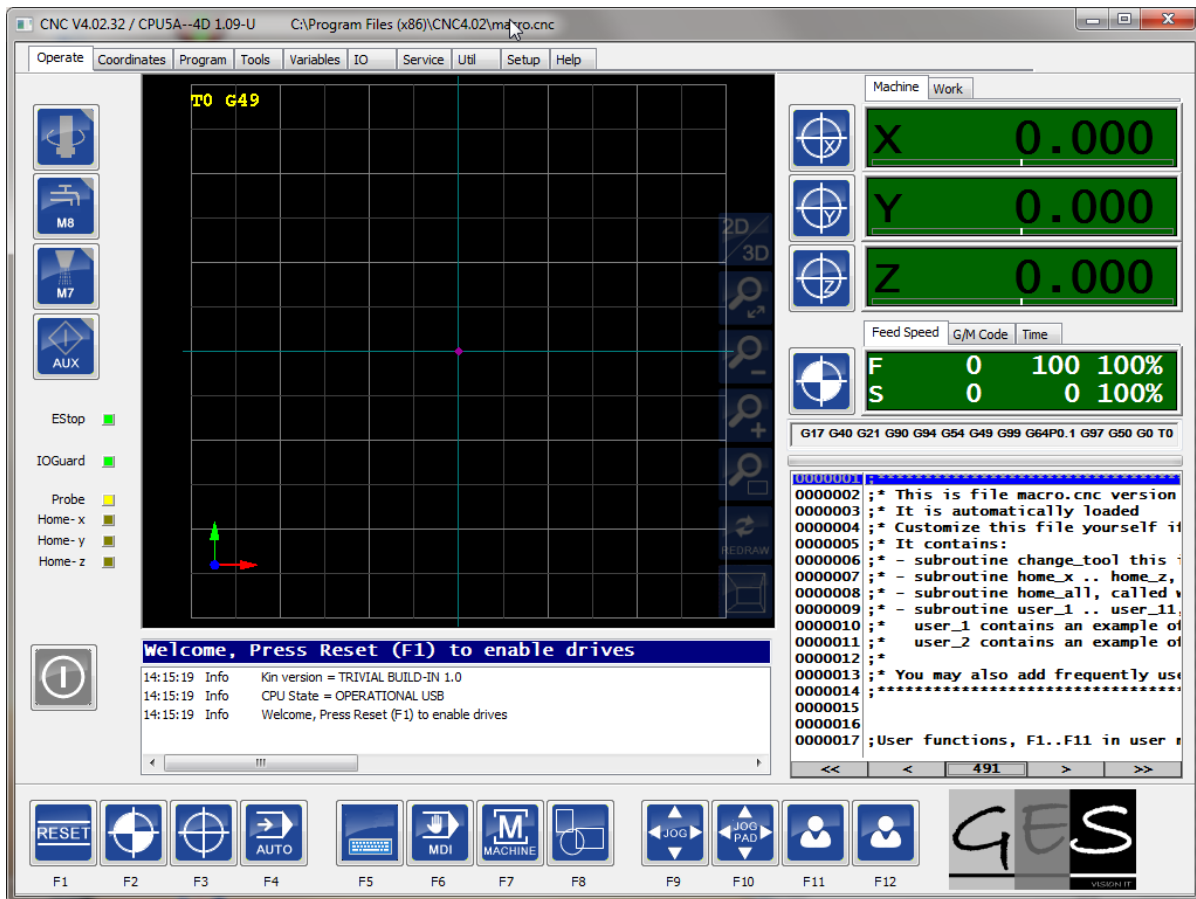 CNC V4.02.32 / CPU5A--4D 1.09-U C:\Program Files (x86)\CNC4.02\macro.cnc
Operate Coordinates Program Tools Variables IO Service Util Setup Help
T0 G49
M8
M7
AUX
EStop
IOGuard
Probe
Home- x
Home- y
Home- z
2D
3D
REDRAW
Machine Work
X 0.000
Y 0.000
Z 0.000
Feed Speed G/M Code Time
F 0 100 100%
S 0 0 100%
G17 G40 G21 G90 G94 G54 G49 G99 G64P0.1 G97 G50 G0 T0
0000001 ;************************************
0000002 ;* This is file macro.cnc version
0000003 ;* It is automatically loaded
0000004 ;* Customize this file yourself if
0000005 ;* It contains:
0000006 ;* - subroutine change_tool this
0000007 ;* - subroutine home_x .. home_z,
0000008 ;* - subroutine home_all, called
0000009 ;* - subroutine user_1 .. user_11,
0000010 ;* user_1 contains an example of
0000011 ;* user_2 contains an example of
0000012 ;*
0000013 ;* You may also add frequently
0000014 ;************************************
0000015
0000016
0000017 ;User functions, F1..F11 in user
<< < 491 > >>
Welcome, Press Reset (F1) to enable drives
14:15:19 Info Kin version = TRIVIAL BUILD-IN 1.0
14:15:19 Info CPU State = OPERATIONAL USB
14:15:19 Info Welcome, Press Reset (F1) to enable drives
RESET AUTO MDI M MACHINE JOG JOG PAD
F1 F2 F3 F4 F5 F6 F7 F8 F9 F10 F11 F12
GES
VISION IT